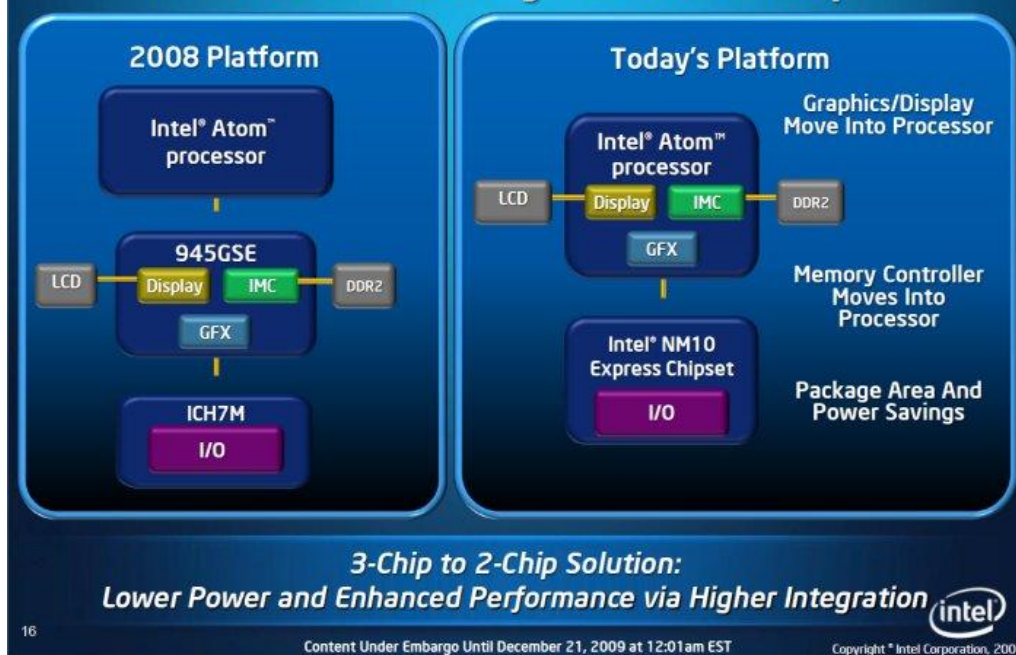 2008 Platform
Intel® Atom™
processor
945GSE
LCD
Display
IMC
DDR2
GFX
ICH7M
I/O
Today's Platform
Intel® Atom™
processor
LCD
Display
IMC
DDR2
GFX
Intel® NM10
Express Chipset
I/O
Graphics/Display
Move Into Processor
Memory Controller
Moves Into
Processor
Package Area And
Power Savings
3-Chip to 2-Chip Solution:
Lower Power and Enhanced Performance via Higher Integration
(intel)
16
Content Under Embargo Until December 21, 2009 at 12:01am EST
Copyright ® Intel Corporation, 200